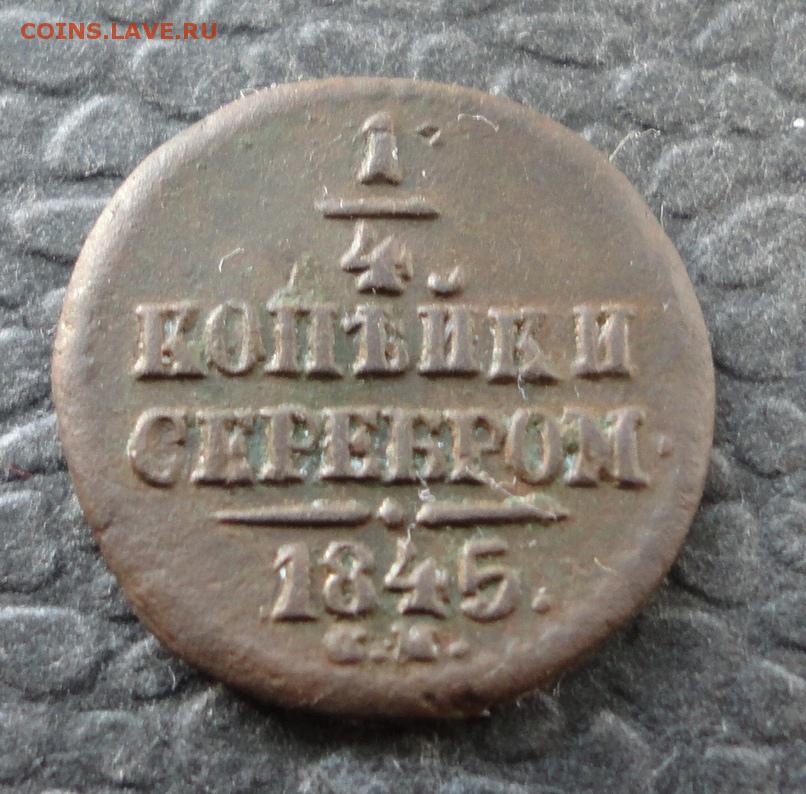 COINS.LAVE.RU
1
4.
КОПѢЙКИ
СЕРЕБРОМ.
1845.
С.М.